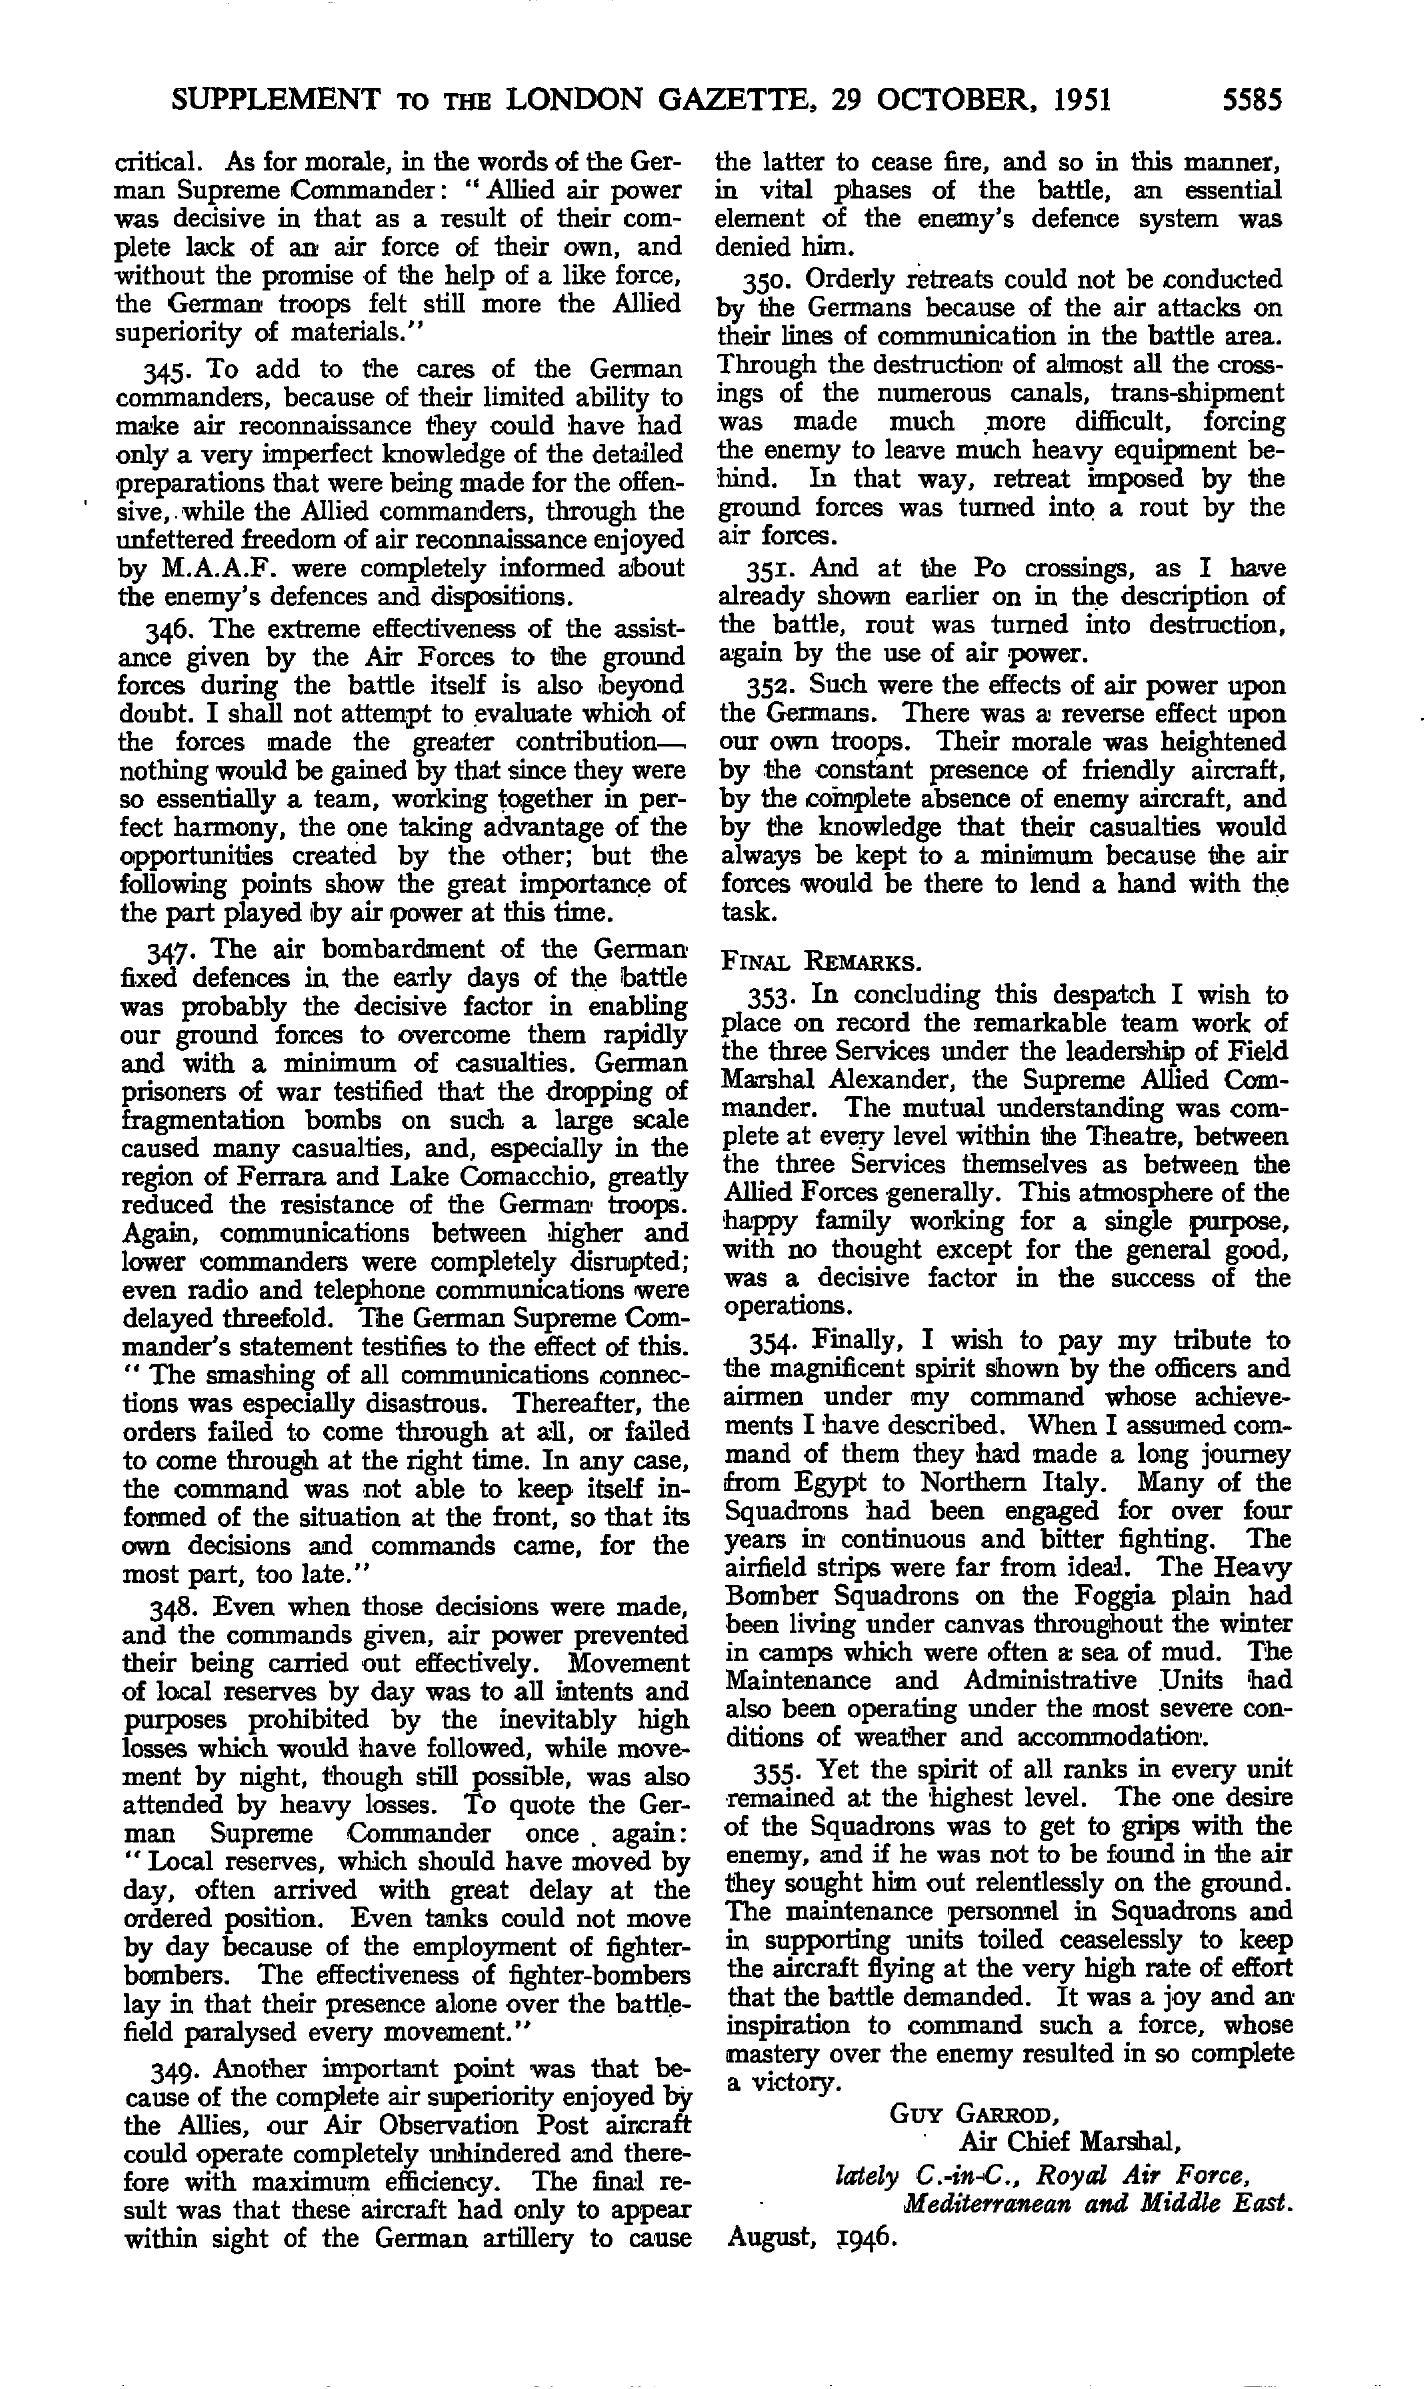 SUPPLEMENT TO THE LONDON GAZETTE, 29 OCTOBER, 1951 5585
critical. As for morale, in the words of the Ger-
man Supreme Commander: "Allied air power
was decisive in that as a result of their com-
plete lack of an air force of their own, and
without the promise of the help of a like force,
the German troops felt still more the Allied
superiority of materials."
345. To add to the cares of the German
commanders, because of their limited ability to
make air reconnaissance they could have had
only a very imperfect knowledge of the detailed
preparations that were being made for the offen-
sive, while the Allied commanders, through the
unfettered freedom of air reconnaissance enjoyed
by M.A.A.F. were completely informed about
the enemy's defences and dispositions.
346. The extreme effectiveness of the assist-
ance given by the Air Forces to the ground
forces during the battle itself is also beyond
doubt. I shall not attempt to evaluate which of
the forces made the greater contribution—
nothing would be gained by that since they were
so essentially a team, working together in per-
fect harmony, the one taking advantage of the
opportunities created by the other; but the
following points show the great importance of
the part played by air power at this time.
347. The air bombardment of the German
fixed defences in the early days of the battle
was probably the decisive factor in enabling
our ground forces to overcome them rapidly
and with a minimum of casualties. German
prisoners of war testified that the dropping of
fragmentation bombs on such a large scale
caused many casualties, and, especially in the
region of Ferrara and Lake Comacchio, greatly
reduced the resistance of the German troops.
Again, communications between higher and
lower commanders were completely disrupted;
even radio and telephone communications were
delayed threefold. The German Supreme Com-
mander's statement testifies to the effect of this.
"The smashing of all communications connec-
tions was especially disastrous. Thereafter, the
orders failed to come through at all, or failed
to come through at the right time. In any case,
the command was not able to keep itself in-
formed of the situation at the front, so that its
own decisions and commands came, for the
most part, too late."
348. Even when those decisions were made,
and the commands given, air power prevented
their being carried out effectively. Movement
of local reserves by day was to all intents and
purposes prohibited by the inevitably high
losses which would have followed, while move-
ment by night, though still possible, was also
attended by heavy losses. To quote the Ger-
man Supreme Commander once again:
"Local reserves, which should have moved by
day, often arrived with great delay at the
ordered position. Even tanks could not move
by day because of the employment of fighter-
bombers. The effectiveness of fighter-bombers
lay in that their presence alone over the battle-
field paralysed every movement."
349. Another important point was that be-
cause of the complete air superiority enjoyed by
the Allies, our Air Observation Post aircraft
could operate completely unhindered and there-
fore with maximum efficiency. The final re-
sult was that these aircraft had only to appear
within sight of the German artillery to cause
the latter to cease fire, and so in this manner,
in vital phases of the battle, an essential
element of the enemy's defence system was
denied him.
350. Orderly retreats could not be conducted
by the Germans because of the air attacks on
their lines of communication in the battle area.
Through the destruction of almost all the cross-
ings of the numerous canals, trans-shipment
was made much more difficult, forcing
the enemy to leave much heavy equipment be-
hind. In that way, retreat imposed by the
ground forces was turned into a rout by the
air forces.
351. And at the Po crossings, as I have
already shown earlier on in the description of
the battle, rout was turned into destruction,
again by the use of air power.
352. Such were the effects of air power upon
the Germans. There was a reverse effect upon
our own troops. Their morale was heightened
by the constant presence of friendly aircraft,
by the complete absence of enemy aircraft, and
by the knowledge that their casualties would
always be kept to a minimum because the air
forces would be there to lend a hand with the
task.
FINAL REMARKS.
353. In concluding this despatch I wish to
place on record the remarkable team work of
the three Services under the leadership of Field
Marshal Alexander, the Supreme Allied Com-
mander. The mutual understanding was com-
plete at every level within the Theatre, between
the three Services themselves as between the
Allied Forces generally. This atmosphere of the
happy family working for a single purpose,
with no thought except for the general good,
was a decisive factor in the success of the
operations.
354. Finally, I wish to pay my tribute to
the magnificent spirit shown by the officers and
airmen under my command whose achieve-
ments I have described. When I assumed com-
mand of them they had made a long journey
from Egypt to Northern Italy. Many of the
Squadrons had been engaged for over four
years in continuous and bitter fighting. The
airfield strips were far from ideal. The Heavy
Bomber Squadrons on the Foggia plain had
been living under canvas throughout the winter
in camps which were often a sea of mud. The
Maintenance and Administrative Units had
also been operating under the most severe con-
ditions of weather and accommodation.
355. Yet the spirit of all ranks in every unit
remained at the highest level. The one desire
of the Squadrons was to get to grips with the
enemy, and if he was not to be found in the air
they sought him out relentlessly on the ground.
The maintenance personnel in Squadrons and
in supporting units toiled ceaselessly to keep
the aircraft flying at the very high rate of effort
that the battle demanded. It was a joy and an
inspiration to command such a force, whose
mastery over the enemy resulted in so complete
a victory.
GUY GARROD,
Air Chief Marshal,
lately C.-in-C., Royal Air Force,
Mediterranean and Middle East.
August, 1946.